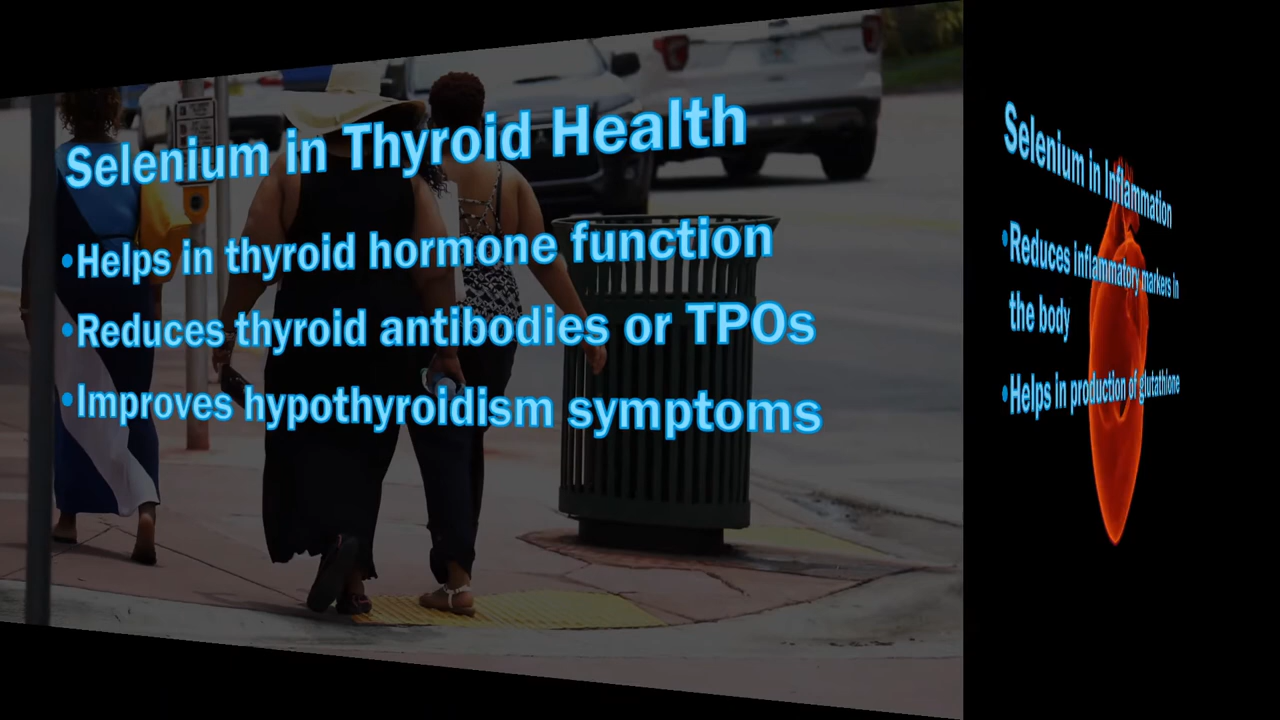 Selenium in Thyroid Health
•Helps in thyroid hormone function
•Reduces thyroid antibodies or TPOs
•Improves hypothyroidism symptoms
Selenium in Inflammation
•Reduces inflammatory markers in
the body
•Helps in production of glutathione